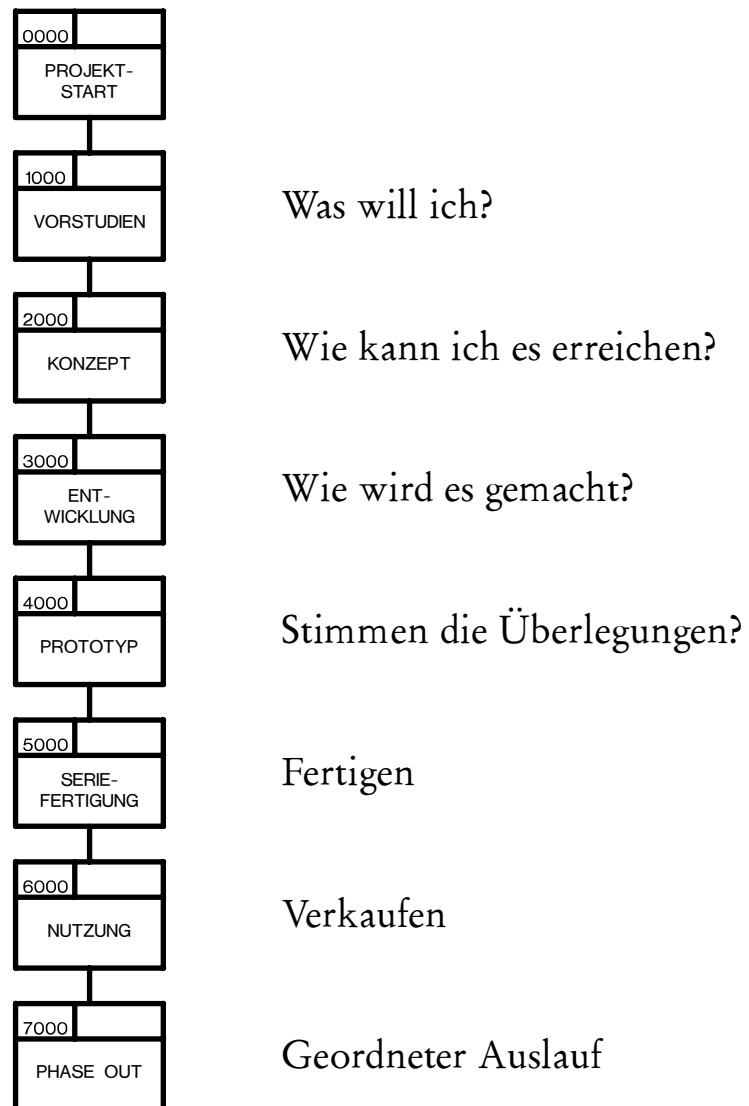 0000
PROJEKT-
START
1000
VORSTUDIEN
Was will ich?
2000
KONZEPT
Wie kann ich es erreichen?
3000
ENT-
WICKLUNG
Wie wird es gemacht?
4000
PROTOTYP
Stimmen die Überlegungen?
5000
SERIE-
FERTIGUNG
Fertigen
6000
NUTZUNG
Verkaufen
7000
PHASE OUT
Geordneter Auslauf